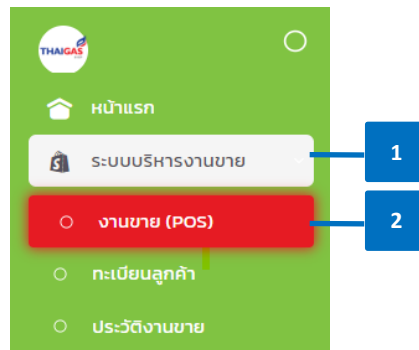 THAIGAS
หน้าแรก
ระบบบริหารงานขาย
1
งานขาย (POS)
2
ทะเบียนลูกค้า
ประวัติงานขาย